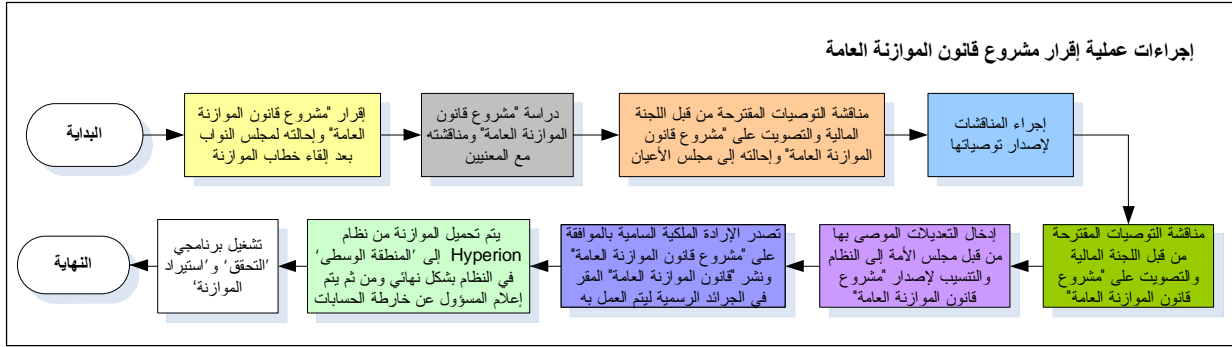 إجراءات عملية إقرار مشروع قانون الموازنة العامة
البداية
إقرار "مشروع قانون الموازنة
العامة" وإحالته لمجلس النواب
بعد إلقاء خطاب الموازنة
دراسة "مشروع قانون
الموازنة العامة" ومناقشته
مع المعنيين
مناقشة التوصيات المقترحة من قبل اللجنة
المالية والتصويت على "مشروع قانون
الموازنة العامة" وإحالته إلى مجلس الأعيان
إجراء المناقشات
لإصدار توصياتها
مناقشة التوصيات المقترحة
من قبل اللجنة المالية
والتصويت على "مشروع
قانون الموازنة العامة"
إدخال التعديلات الموصى بها
من قبل مجلس الأمة إلى النظام
والتنسيب لإصدار "مشروع
قانون الموازنة العامة"
تصدر الإرادة الملكية السامية بالموافقة
على "مشروع قانون الموازنة العامة"
ونشر "قانون الموازنة العامة" المقر
في الجرائد الرسمية ليتم العمل به
يتم تحميل الموازنة من نظام
Hyperion إلى 'المنطقة الوسطى'
في النظام بشكل نهائي ومن ثم يتم
إعلام المسؤول عن خارطة الحسابات
تشغيل برنامجي
'التحقق' و'استيراد
الموازنة'
النهاية